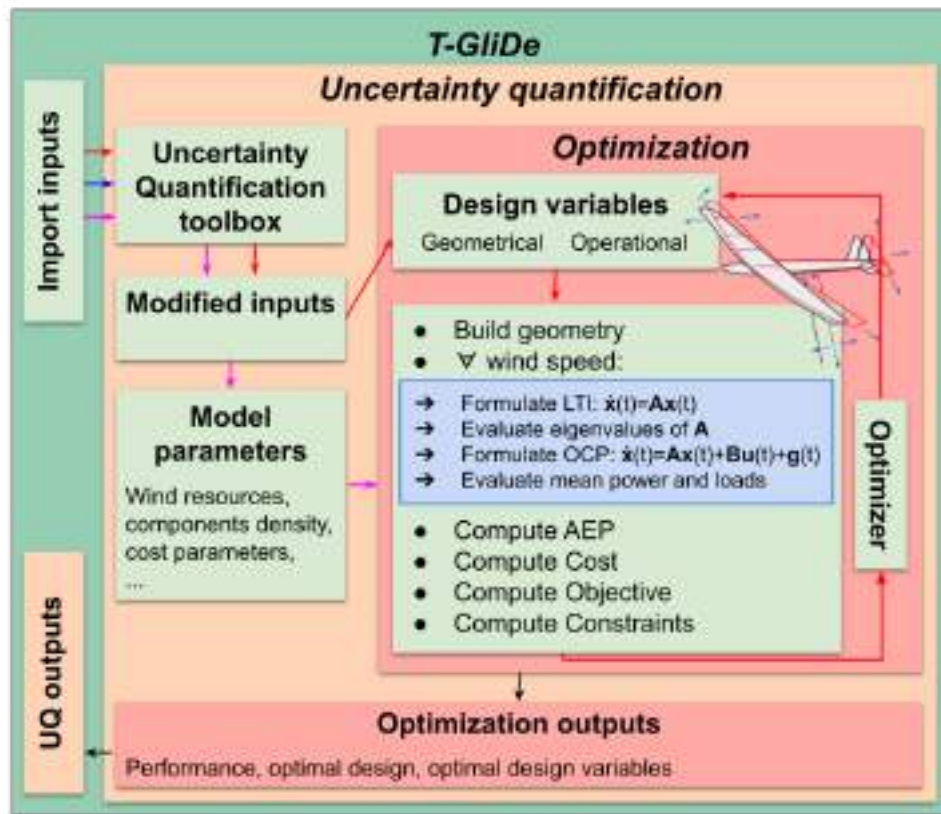 T-GliDe
Uncertainty quantification
Import inputs
Uncertainty
Quantification
toolbox
Modified inputs
Model
parameters
Wind resources,
components density,
cost parameters,
...
Optimization
Design variables
Geometrical Operational
● Build geometry
● ∀ wind speed:
➔ Formulate LTI: ẋ(t)=Ax(t)
➔ Evaluate eigenvalues of A
➔ Formulate OCP: ẋ(t)=Ax(t)+Bu(t)+g(t)
➔ Evaluate mean power and loads
● Compute AEP
● Compute Cost
● Compute Objective
● Compute Constraints
Optimizer
Optimization outputs
Performance, optimal design, optimal design variables
UQ outputs